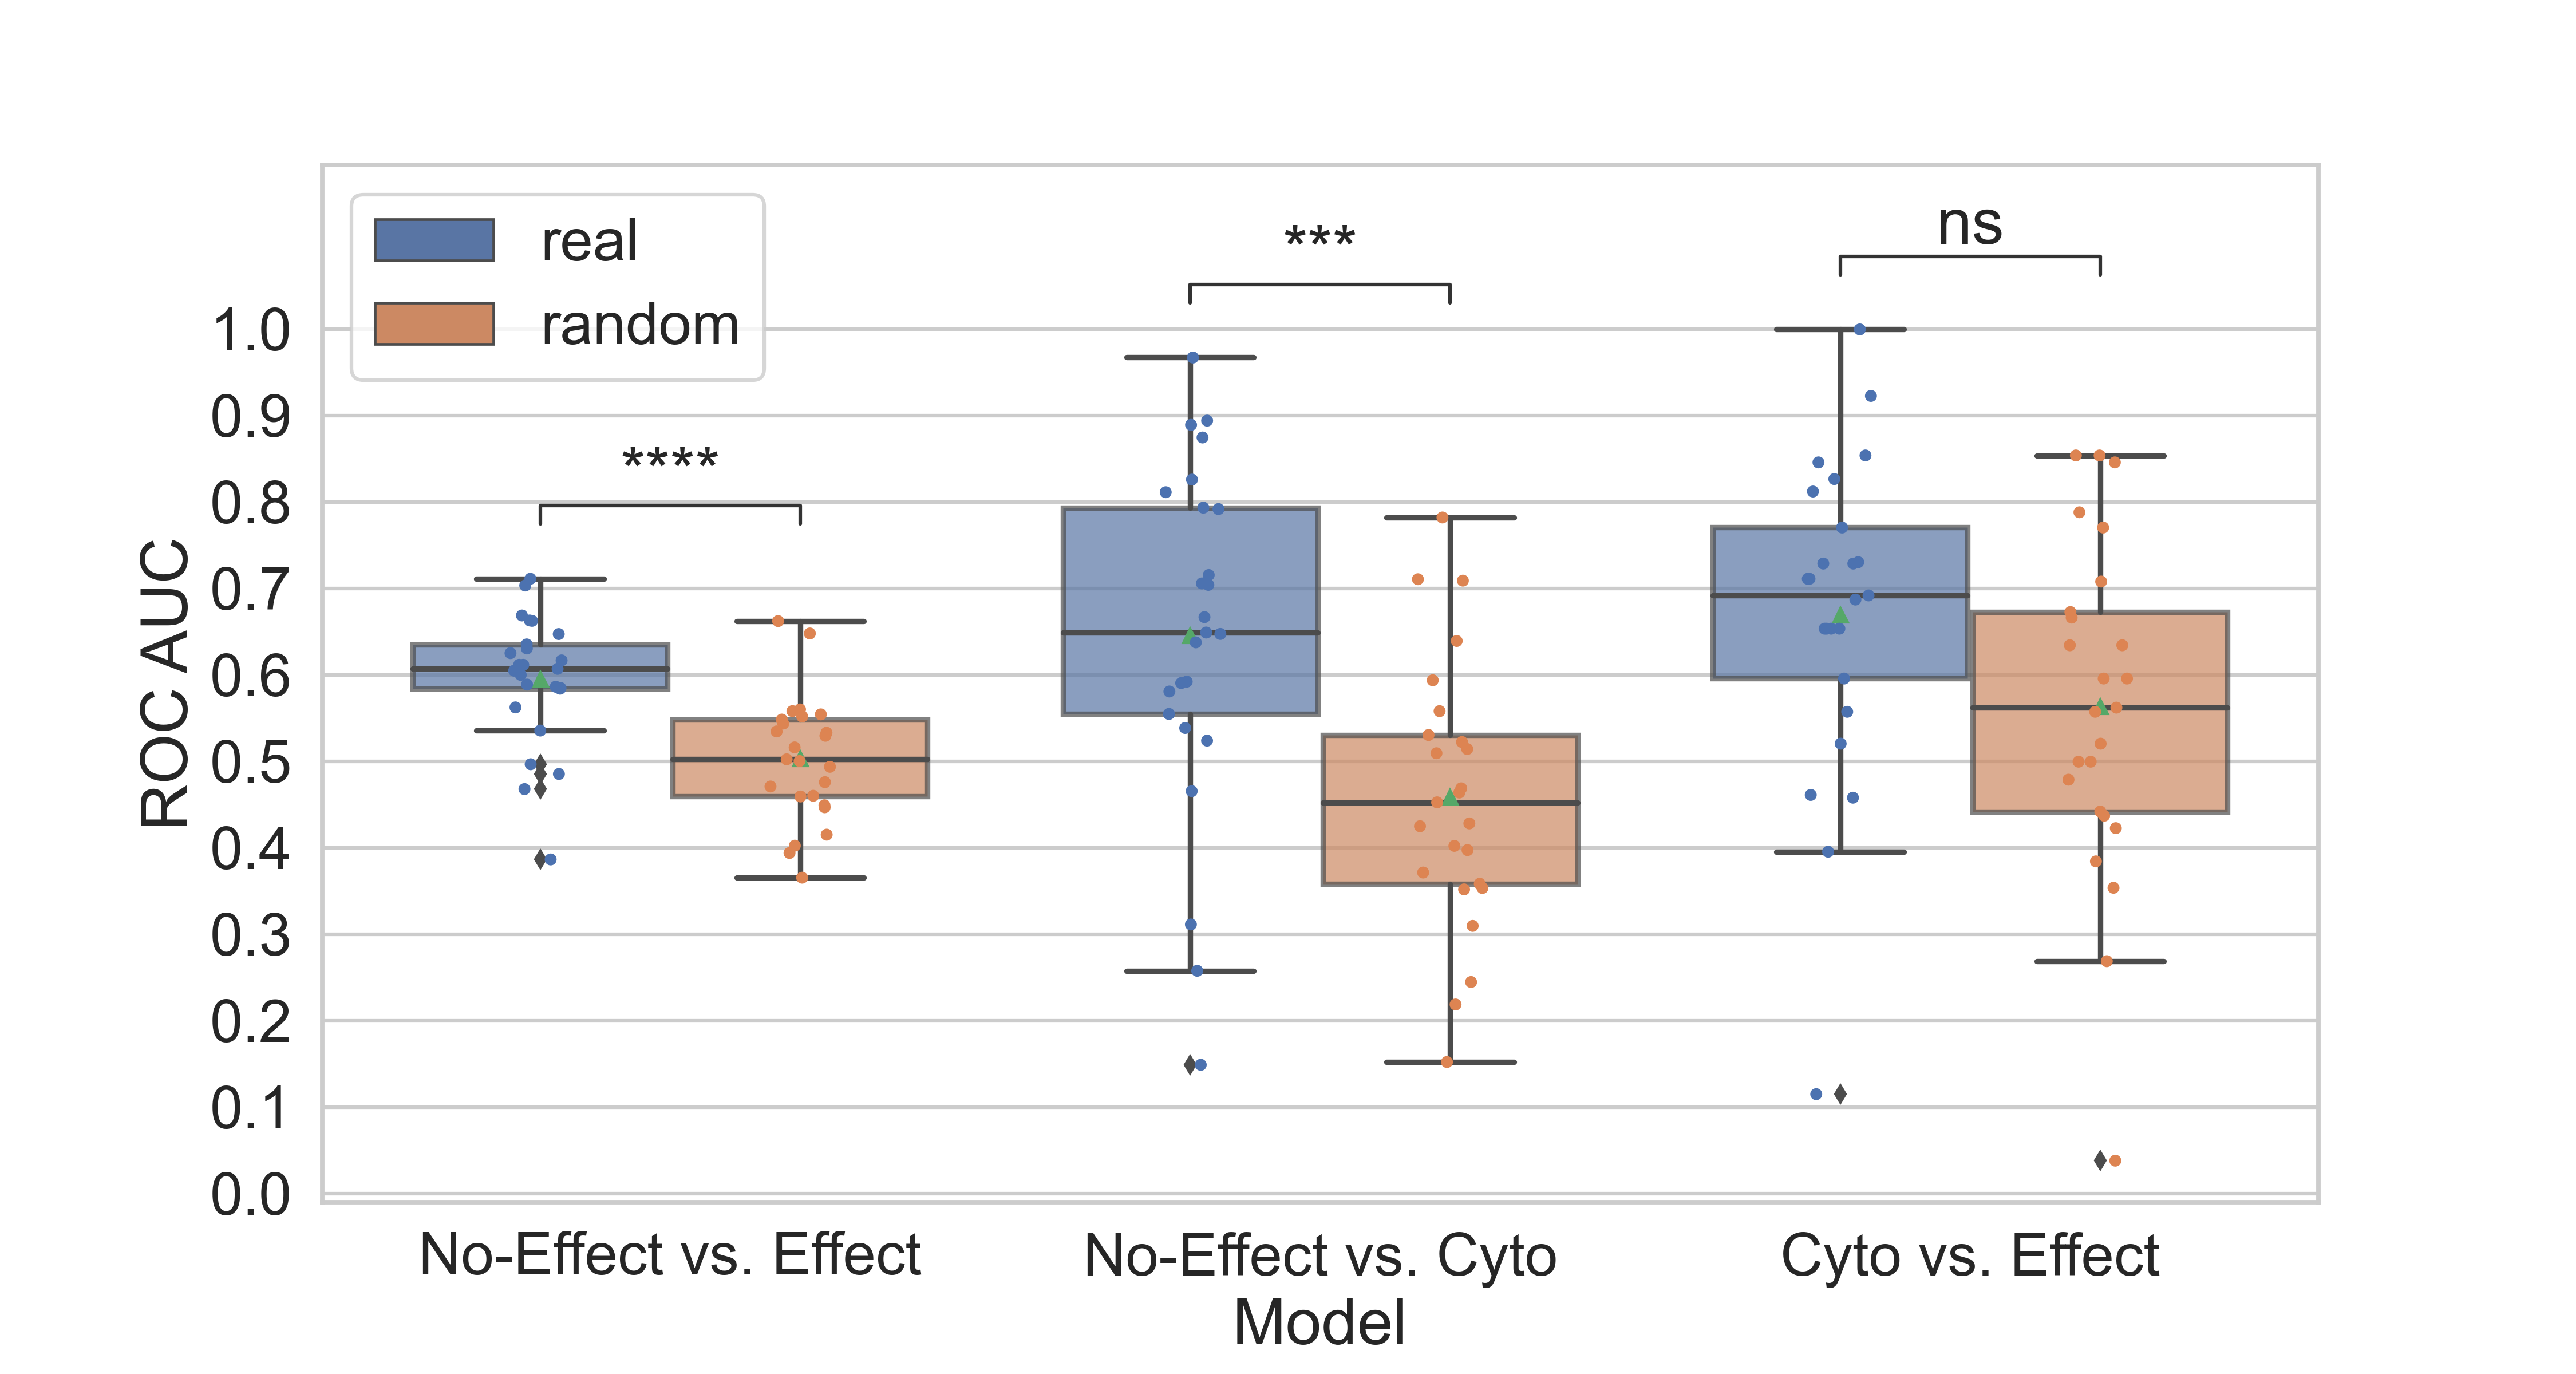 real
random
****
***
ns
1.0
0.9
0.8
0.7
0.6
0.5
0.4
0.3
0.2
0.1
0.0
ROC AUC
No-Effect vs. Effect
No-Effect vs. Cyto
Cyto vs. Effect
Model